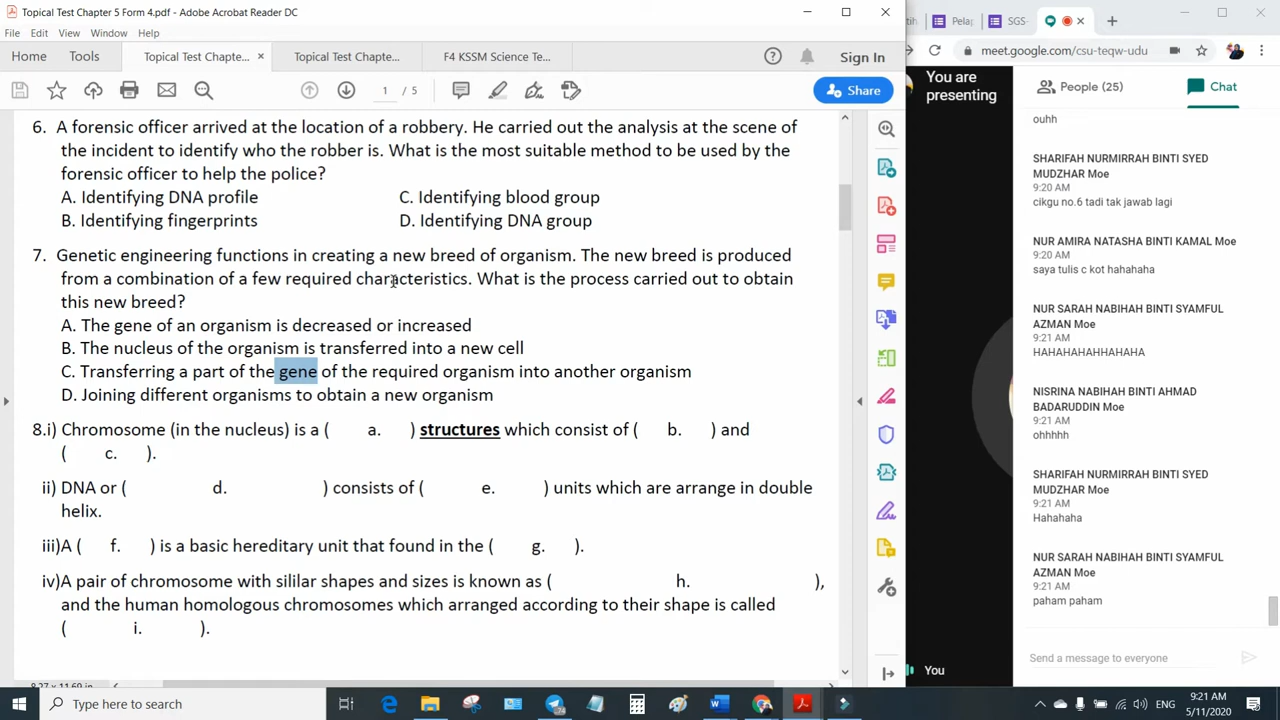 Topical Test Chapter 5 Form 4.pdf - Adobe Acrobat Reader DC
File Edit View Window Help
Home Tools Topical Test Chapte... × Topical Test Chapte... F4 KSSM Science Te... Sign In
1 / 5 Share
6. A forensic officer arrived at the location of a robbery. He carried out the analysis at the scene of
the incident to identify who the robber is. What is the most suitable method to be used by the
forensic officer to help the police?
A. Identifying DNA profile C. Identifying blood group
B. Identifying fingerprints D. Identifying DNA group
7. Genetic engineering functions in creating a new breed of organism. The new breed is produced
from a combination of a few required characteristics. What is the process carried out to obtain
this new breed?
A. The gene of an organism is decreased or increased
B. The nucleus of the organism is transferred into a new cell
C. Transferring a part of the gene of the required organism into another organism
D. Joining different organisms to obtain a new organism
8.i) Chromosome (in the nucleus) is a ( a. ) structures which consist of ( b. ) and
( c. ).
ii) DNA or ( d. ) consists of ( e. ) units which are arrange in double
helix.
iii)A ( f. ) is a basic hereditary unit that found in the ( g. ).
iv)A pair of chromosome with sililar shapes and sizes is known as ( h. ),
and the human homologous chromosomes which arranged according to their shape is called
( i. ).
8.27 x 11.69 in
Pela
SGS-
meet.google.com/csu-teqw-udu
You are
presenting
You
People (25) Chat
ouhh
SHARIFAH NURMIRRAH BINTI SYED
MUDZHAR Moe
9:20 AM
cikgu no.6 tadi tak jawab lagi
NUR AMIRA NATASHA BINTI KAMAL Moe
9:20 AM
saya tulis c kot hahahaha
NUR SARAH NABIHAH BINTI SYAMFUL
AZMAN Moe
9:21 AM
HAHAHAHAHHAHAHA
NISRINA NABIHAH BINTI AHMAD
BADARUDDIN Moe
9:21 AM
ohhhhh
SHARIFAH NURMIRRAH BINTI SYED
MUDZHAR Moe
9:21 AM
Hahahaha
NUR SARAH NABIHAH BINTI SYAMFUL
AZMAN Moe
9:21 AM
paham paham
Send a message to everyone
Type here to search
ENG
9:21 AM
5/11/2020